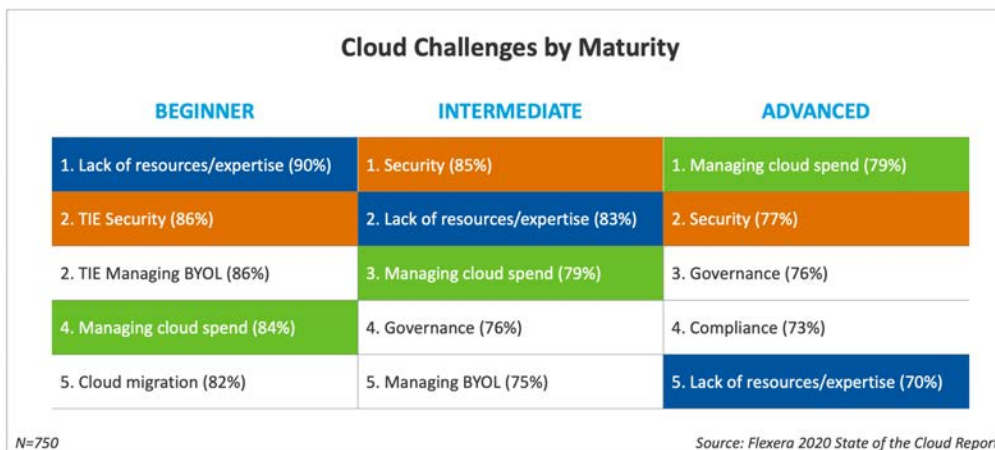 Cloud Challenges by Maturity
BEGINNER INTERMEDIATE ADVANCED
1. Lack of resources/expertise (90%) 1. Security (85%) 1. Managing cloud spend (79%)
2. TIE Security (86%) 2. Lack of resources/expertise (83%) 2. Security (77%)
2. TIE Managing BYOL (86%) 3. Managing cloud spend (79%) 3. Governance (76%)
4. Managing cloud spend (84%) 4. Governance (76%) 4. Compliance (73%)
5. Cloud migration (82%) 5. Managing BYOL (75%) 5. Lack of resources/expertise (70%)
N=750 Source: Flexera 2020 State of the Cloud Report